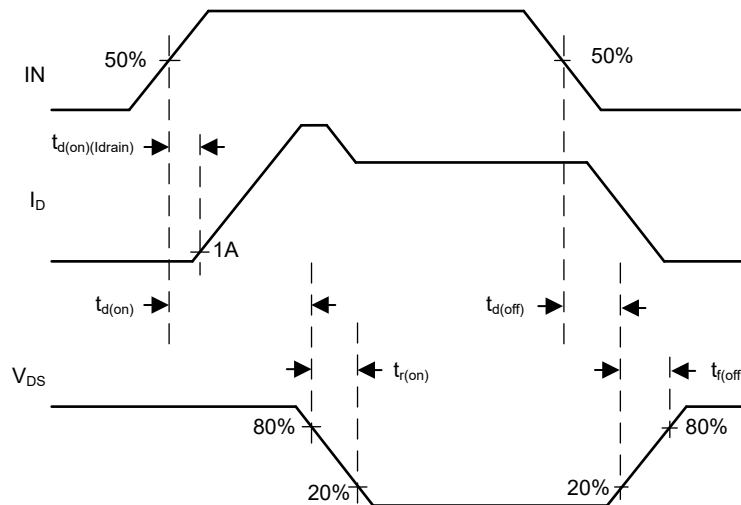 50%
50%
IN
td(on)(Idrain)
ID
1A
td(on)
td(off)
VDS
tr(on)
tf(off
80%
80%
20%
20%